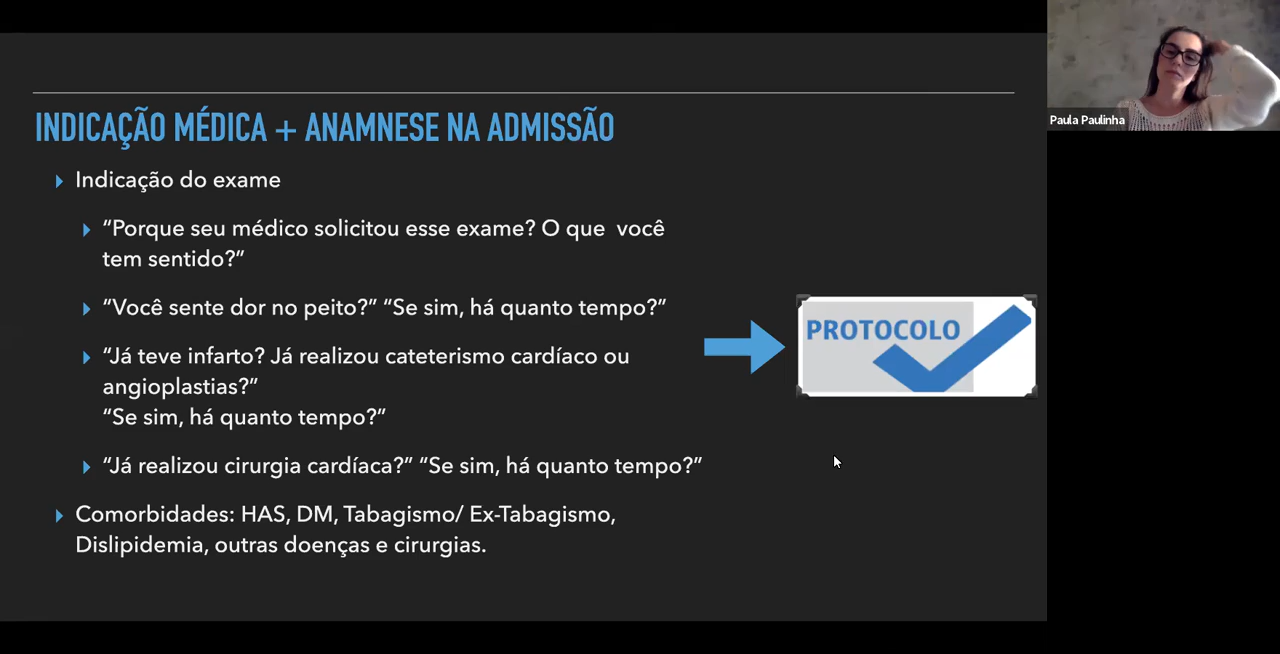 INDICAÇÃO MÉDICA + ANAMNESE NA ADMISSÃO
Indicação do exame
“Porque seu médico solicitou esse exame? O que você
tem sentido?”
“Você sente dor no peito?” “Se sim, há quanto tempo?”
“Já teve infarto? Já realizou cateterismo cardíaco ou
angioplastias?”
“Se sim, há quanto tempo?”
“Já realizou cirurgia cardíaca?” “Se sim, há quanto tempo?”
Comorbidades: HAS, DM, Tabagismo/ Ex-Tabagismo,
Dislipidemia, outras doenças e cirurgias.
PROTOCOLO
Paula Paulinha